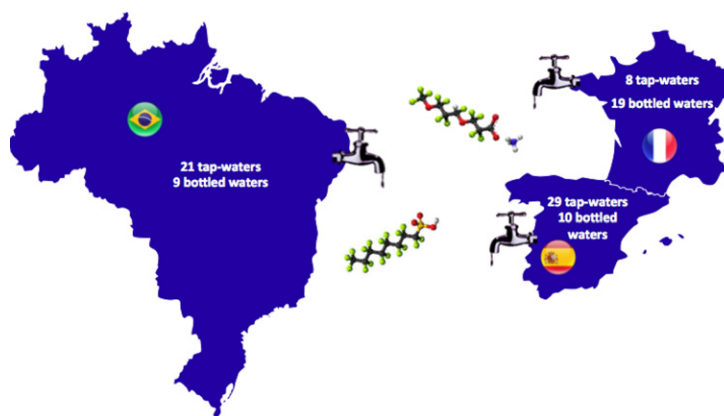 21 tap-waters
9 bottled waters
8 tap-waters
19 bottled waters
29 tap-waters
10 bottled
waters